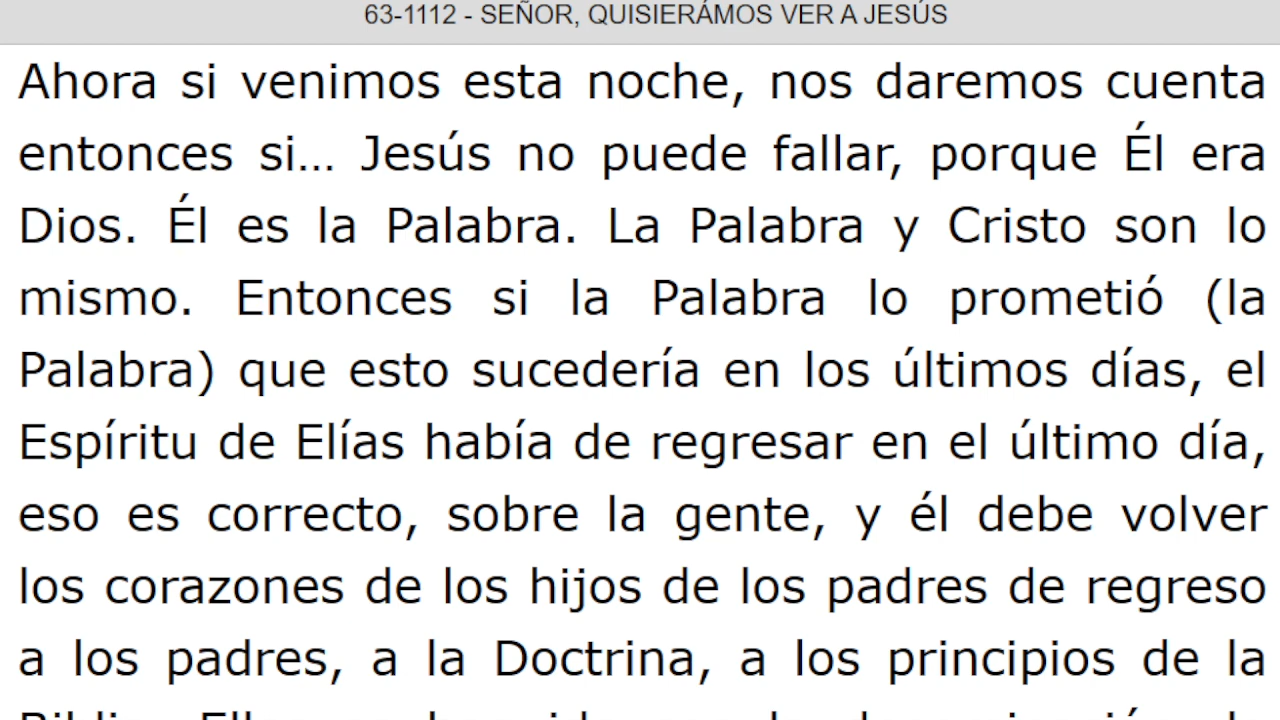 63-1112 - SEÑOR, QUISIERÁMOS VER A JESÚS
Ahora si venimos esta noche, nos daremos cuenta
entonces si... Jesús no puede fallar, porque Él era
Dios. Él es la Palabra. La Palabra y Cristo son lo
mismo. Entonces si la Palabra lo prometió (la
Palabra) que esto sucedería en los últimos días, el
Espíritu de Elías había de regresar en el último día,
eso es correcto, sobre la gente, y él debe volver
los corazones de los hijos de los padres de regreso
a los padres, a la Doctrina, a los principios de la